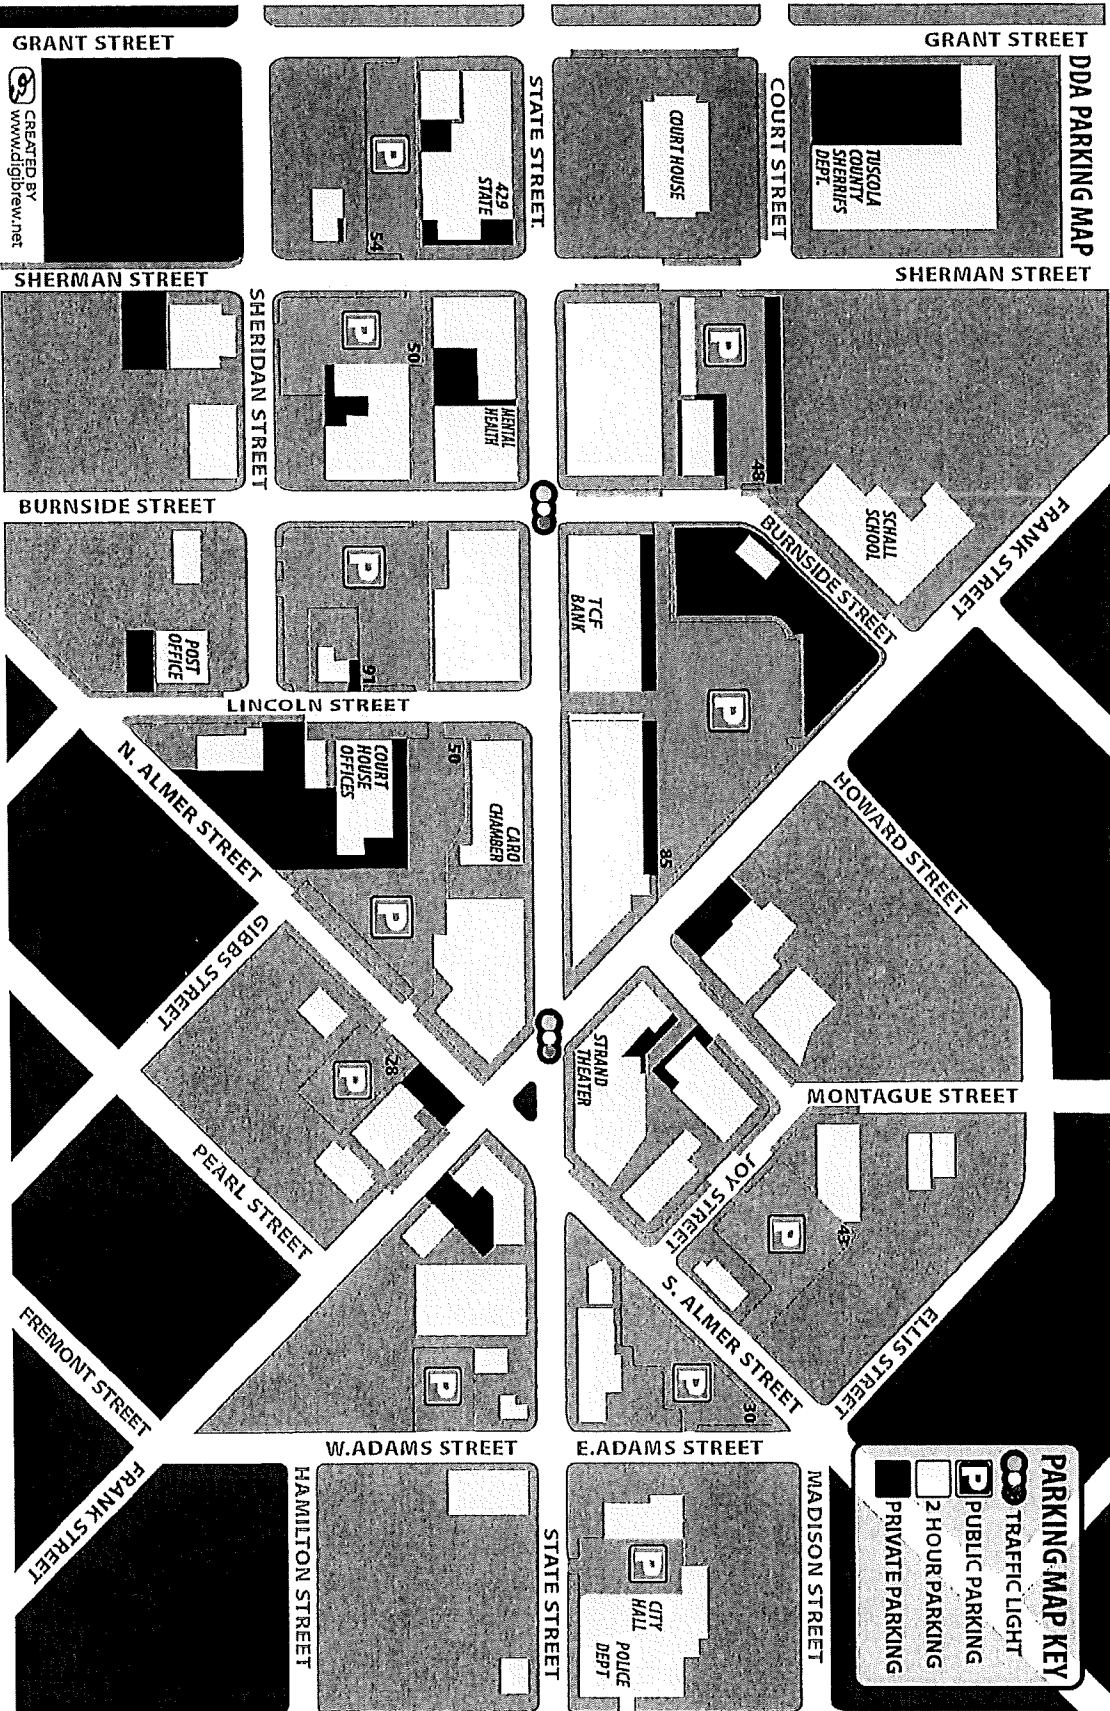 DDA PARKING MAP
GRANT STREET
GRANT STREET
CREATED BY
www.digibrew.net
STATE STREET.
COURT STREET
COURT HOUSE
TUSCOLA
COUNTY
SHERRIFS
DEPT.
429
STATE
P
54
SHERMAN STREET
SHERMAN STREET
SHERIDAN STREET
P
50
MENTAL
HEALTH
P
48
SCHALL
SCHOOL
FRANK STREET
BURNSIDE STREET
BURNSIDE STREET
P
91
TCF
BANK
P
85
POST
OFFICE
LINCOLN STREET
COURT
HOUSE
OFFICES
50
CARO
CHAMBER
P
N. ALMER STREET
HOWARD STREET
GIBBS STREET
STRAND
THEATER
P
28
MONTAGUE STREET
JOY STREET
P
43
PEARL STREET
S. ALMER STREET
ELLIS STREET
FREMONT STREET
P
P
30
W.ADAMS STREET
E.ADAMS STREET
FRANK STREET
HAMILTON STREET
STATE STREET
MADISON STREET
P
CITY
HALL
POLICE
DEPT
PARKING MAP KEY
TRAFFIC LIGHT
P PUBLIC PARKING
2 HOUR PARKING
PRIVATE PARKING